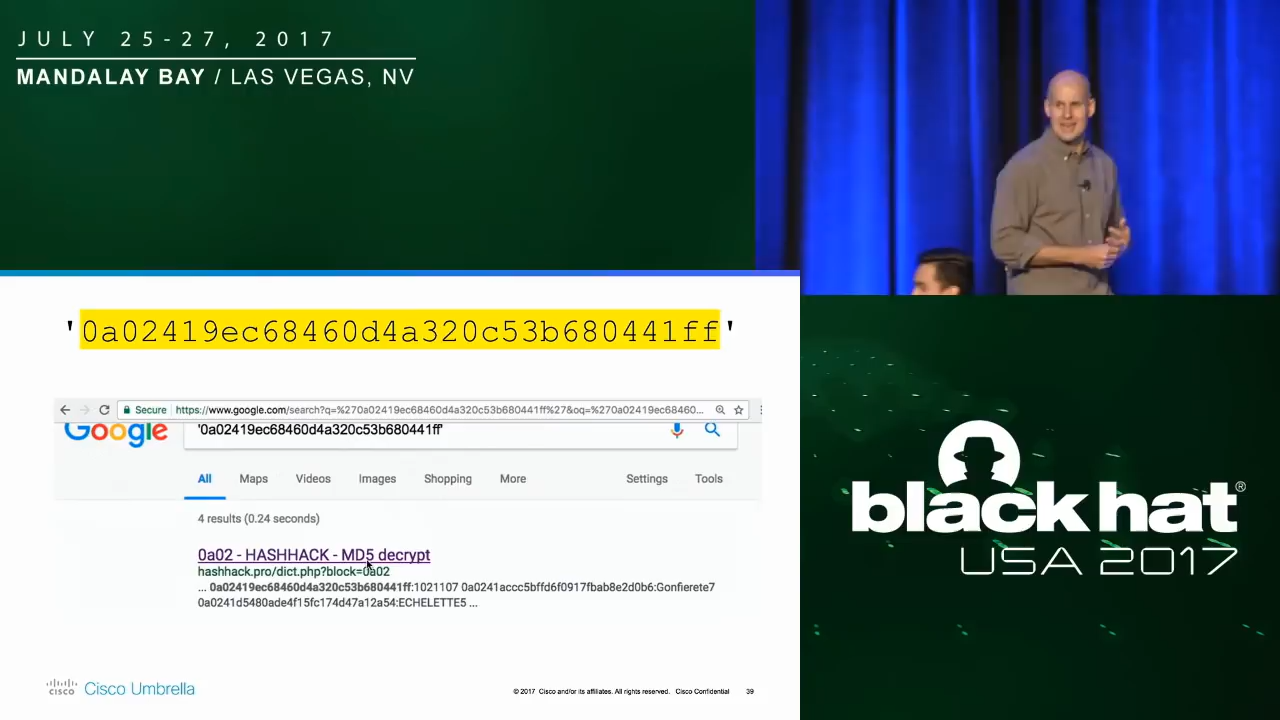 JULY 25-27, 2017
MANDALAY BAY / LAS VEGAS, NV
'0a02419ec68460d4a320c53b680441ff'
Secure https://www.google.com/search?q=%270a02419ec68460d4a320c53b680441ff%27&oq=%270a02419ec68460...
Google '0a02419ec68460d4a320c53b680441ff'
All Maps Videos Images Shopping More Settings Tools
4 results (0.24 seconds)
0a02 - HASHHACK - MD5 decrypt
hashhack.pro/dict.php?block=0a02
... 0a02419ec68460d4a320c53b680441ff:1021107 0a0241accc5bffd6f0917fbab8e2d0b6:Gonfierete7
0a0241d5480ade4f15fc174d47a12a54:ECHELETTE5 ...
cisco Cisco Umbrella
© 2017 Cisco and/or its affiliates. All rights reserved. Cisco Confidential 39
black hat®
USA 2017